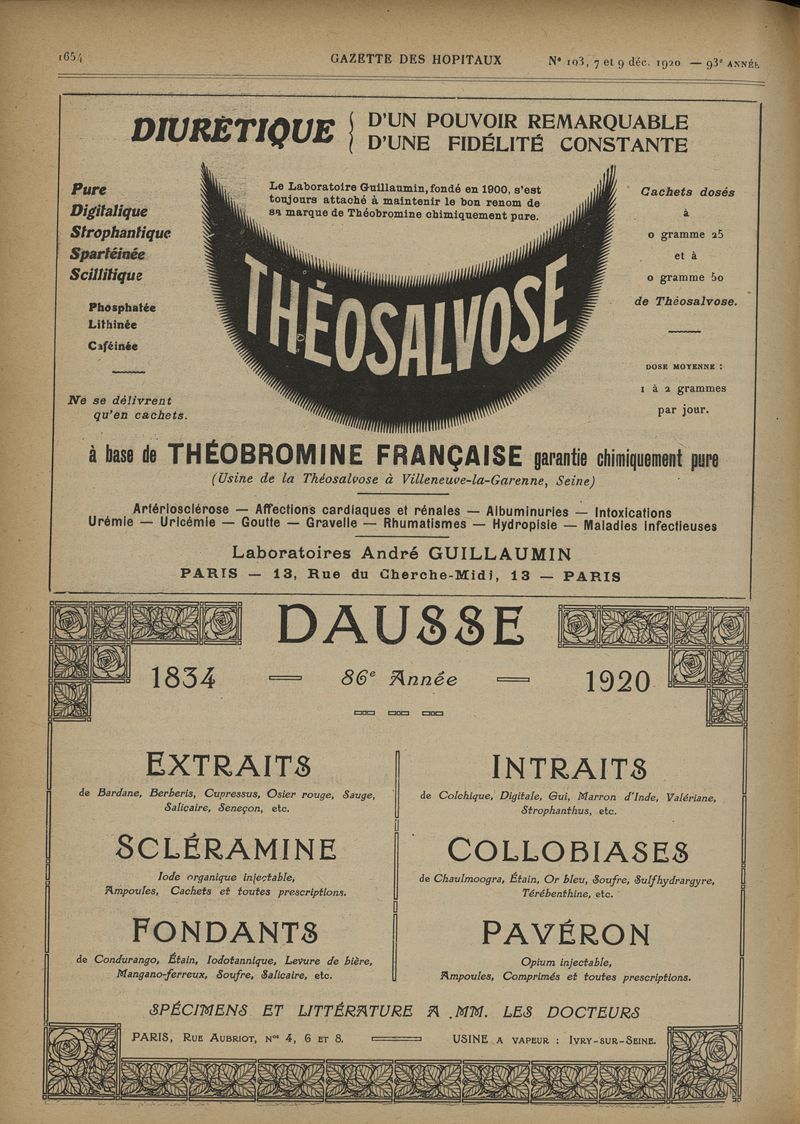 1654
GAZETTE DES HOPITAUX
Nº 103, 7 et 9 déc. 1920 — 93e ANNÉE
DIURÉTIQUE { D'UN POUVOIR REMARQUABLE
D'UNE FIDÉLITÉ CONSTANTE
Pure
Digitalique
Strophantique
Spartéinée
Scillitique
Phosphatée
Lithinée
Caféinée
Ne se délivrent
qu'en cachets.
Le Laboratoire Guillaumin, fondé en 1900, s'est
toujours attaché à maintenir le bon renom de
sa marque de Théobromine chimiquement pure.
THÉOSALVOSE
Cachets dosés
à
0 gramme 25
et à
0 gramme 50
de Théosalvose.
DOSE MOYENNE :
1 à 2 grammes
par jour.
à base de THÉOBROMINE FRANÇAISE garantie chimiquement pure
(Usine de la Théosalvose à Villeneuve-la-Garenne, Seine)
Artériosclérose — Affections cardiaques et rénales — Albuminuries — Intoxications
Urémie — Uricémie — Goutte — Gravelle — Rhumatismes — Hydropisie — Maladies infectieuses
Laboratoires André GUILLAUMIN
PARIS — 13, Rue du Cherche-Midi, 13 — PARIS
DAUSSE
1834 — 86e Année — 1920
EXTRAITS
de Bardane, Berberis, Cupressus, Osier rouge, Sauge,
Salicaire, Seneçon, etc.
INTRAITS
de Colchique, Digitale, Gui, Marron d'Inde, Valériane,
Strophanthus, etc.
SCLÉRAMINE
Iode organique injectable,
Ampoules, Cachets et toutes prescriptions.
COLLOBIASES
de Chaulmoogra, Étain, Or bleu, Soufre, Sulfhydrargyre,
Térébenthine, etc.
FONDANTS
de Condurango, Étain, Iodotannique, Levure de bière,
Mangano-ferreux, Soufre, Salicaire, etc.
PAVÉRON
Opium injectable,
Ampoules, Comprimés et toutes prescriptions.
SPÉCIMENS ET LITTÉRATURE A MM. LES DOCTEURS
PARIS, RUE AUBRIOT, Nos 4, 6 ET 8. — USINE A VAPEUR : IVRY-SUR-SEINE.